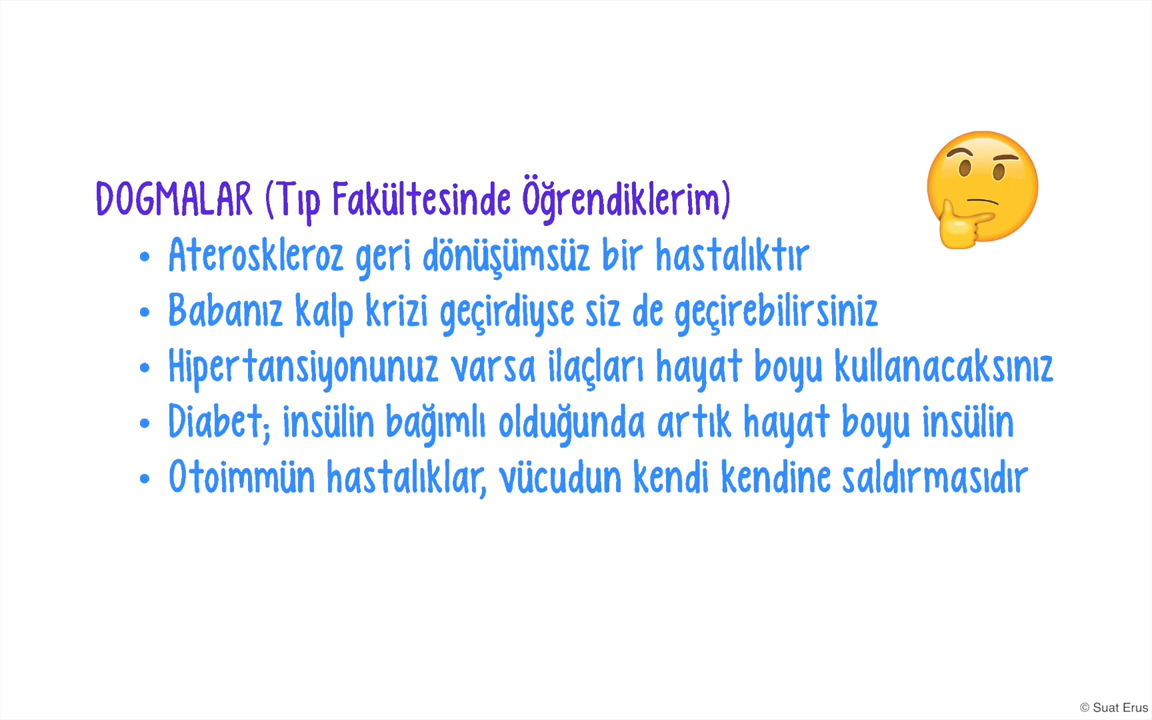 DOGMALAR (Tıp Fakültesinde Öğrendiklerim)
• Ateroskleroz geri dönüşümsüz bir hastalıktır
• Babanız kalp krizi geçirdiyse siz de geçirebilirsiniz
• Hipertansiyonunuz varsa ilaçları hayat boyu kullanacaksınız
• Diabet; insülin bağımlı olduğunda artık hayat boyu insülin
• Otoimmün hastalıklar, vücudun kendi kendine saldırmasıdır
© Suat Erus